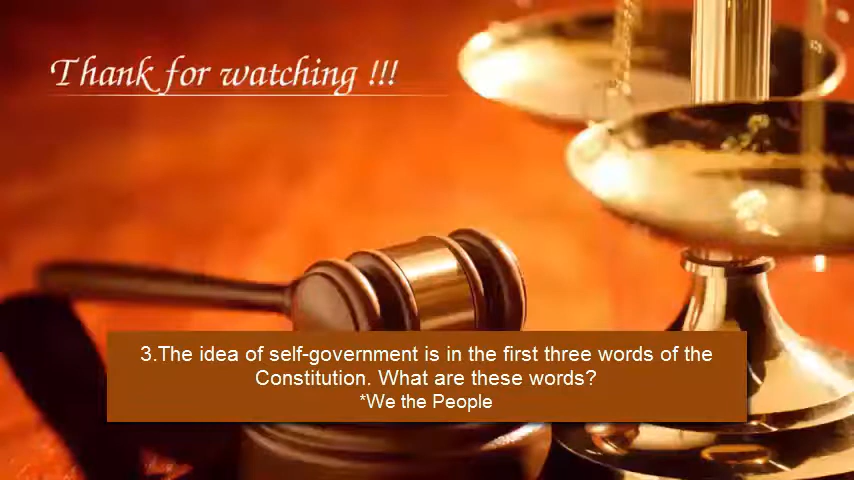 Thank for watching !!!
3.The idea of self-government is in the first three words of the
Constitution. What are these words?
*We the People